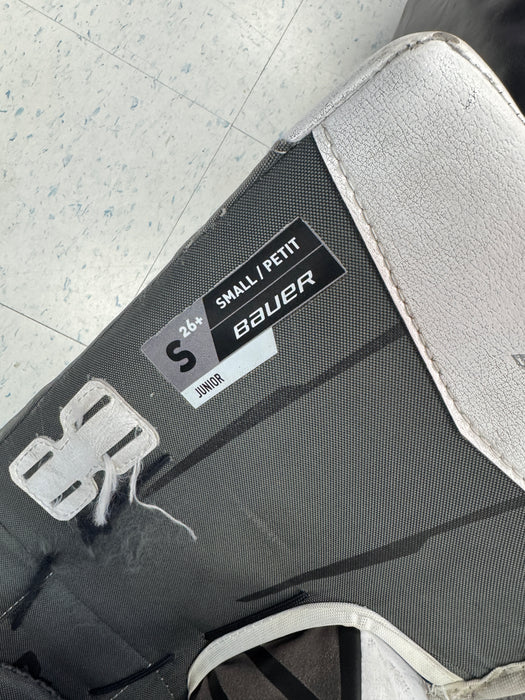 S 26+
SMALL / PETIT
BAUER
JUNIOR